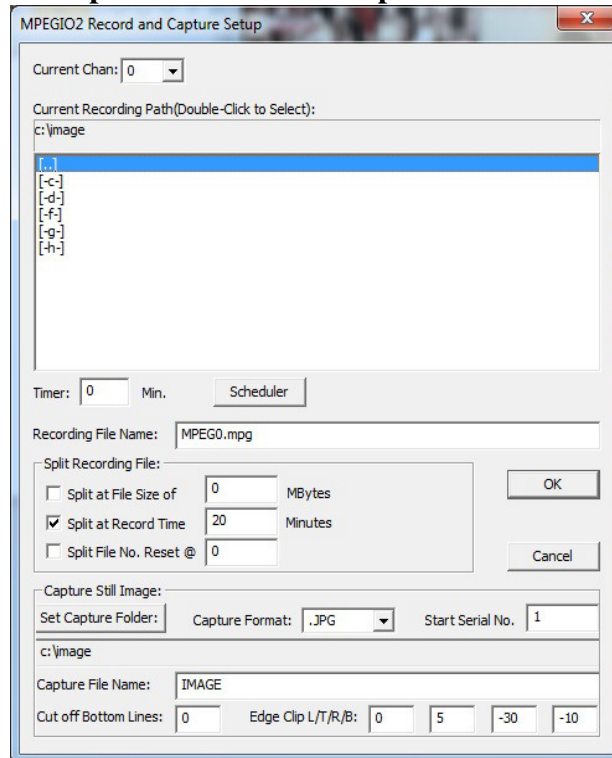 MPEGIO2 Record and Capture Setup
Current Chan: 0
Current Recording Path(Double-Click to Select):
c:\image
[..]
[-c-]
[-d-]
[-f-]
[-g-]
[-h-]
Timer: 0 Min. Scheduler
Recording File Name: MPEG0.mpg
Split Recording File:
Split at File Size of 0 MBytes
Split at Record Time 20 Minutes
Split File No. Reset @ 0
OK
Cancel
Capture Still Image:
Set Capture Folder: Capture Format: .JPG Start Serial No. 1
c:\image
Capture File Name: IMAGE
Cut off Bottom Lines: 0 Edge Clip L/T/R/B: 0 5 -30 -10